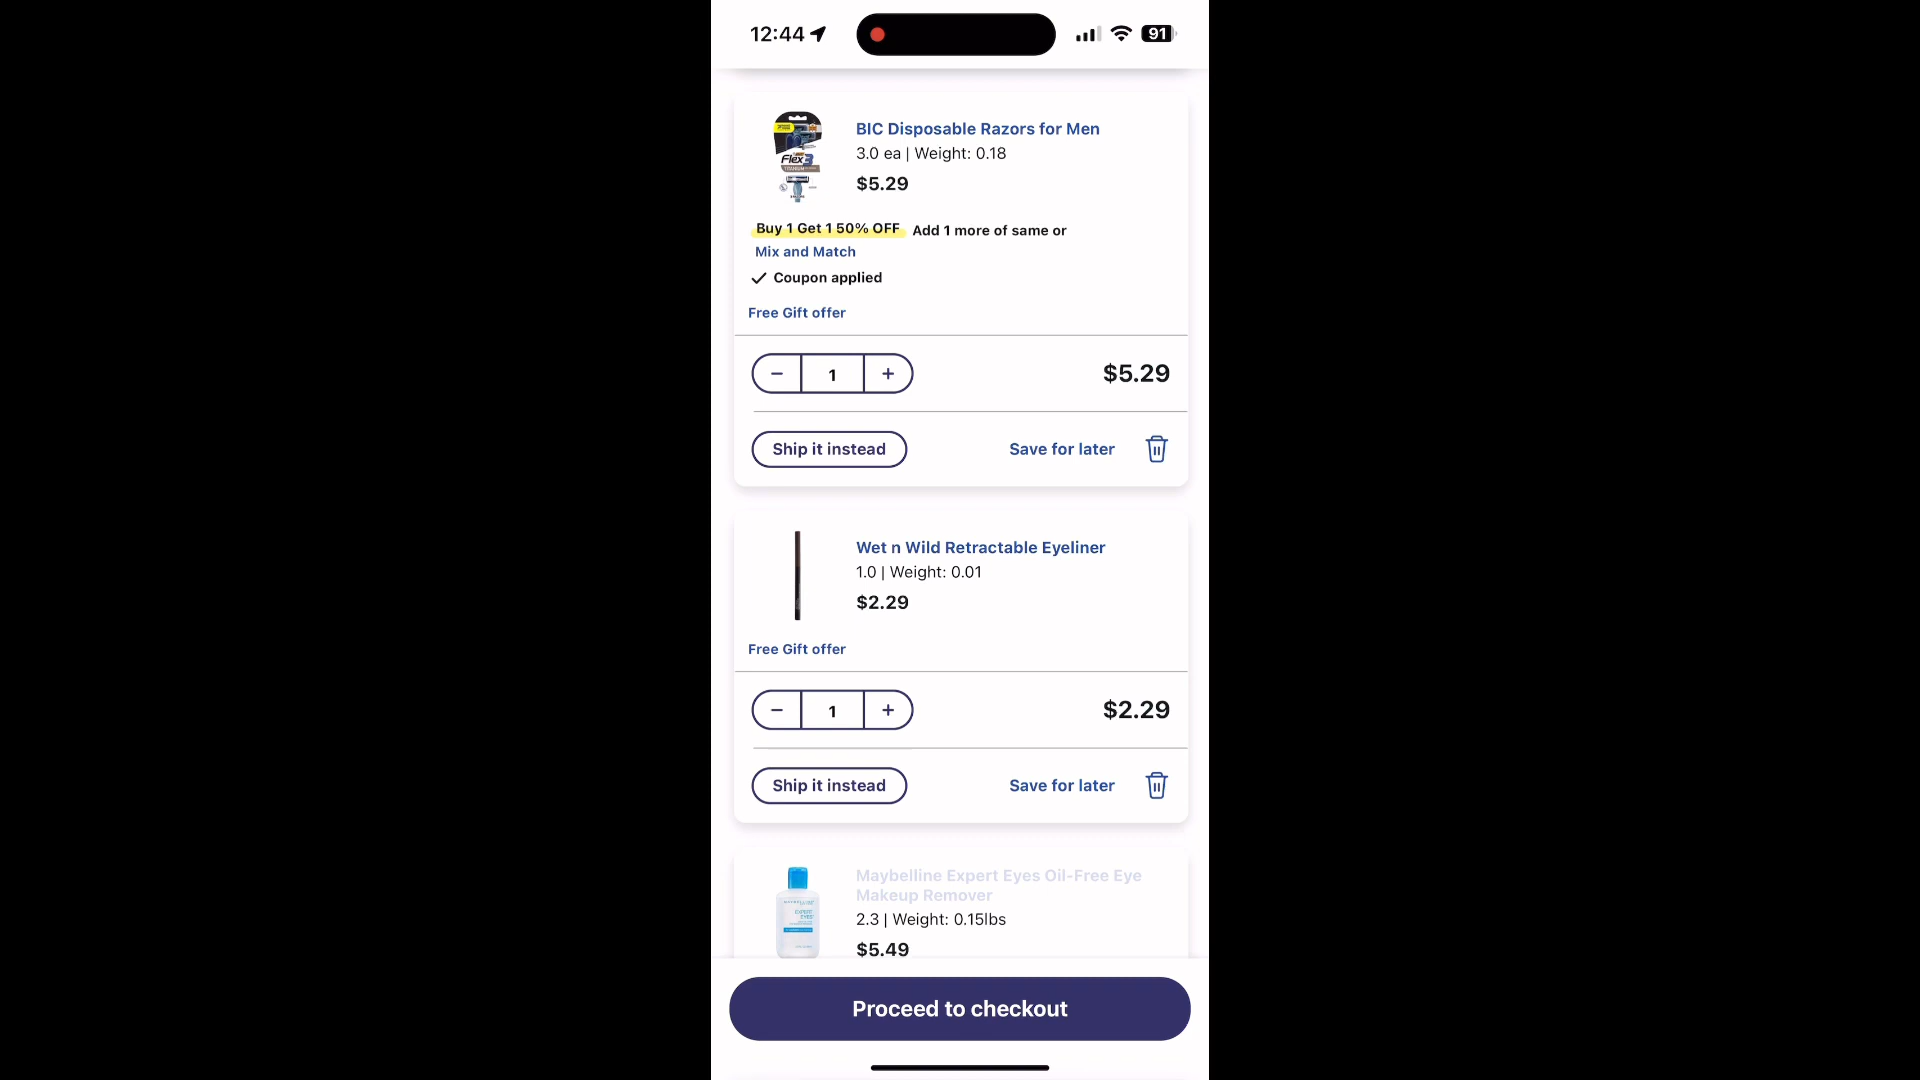 12:44
91
BIC Disposable Razors for Men
3.0 ea | Weight: 0.18
$5.29
Flex3
TITANIUM
Buy 1 Get 1 50% OFF Add 1 more of same or
Mix and Match
Coupon applied
Free Gift offer
− 1 + $5.29
Ship it instead Save for later
Wet n Wild Retractable Eyeliner
1.0 | Weight: 0.01
$2.29
Free Gift offer
− 1 + $2.29
Ship it instead Save for later
Maybelline Expert Eyes Oil-Free Eye
Makeup Remover
2.3 | Weight: 0.15lbs
$5.49
EXPERT
EYES
Proceed to checkout